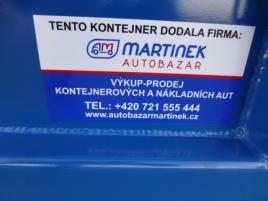 TENTO KONTEJNER DODALA FIRMA:
MARTINEK
AUTOBAZAR
VÝKUP-PRODEJ
KONTEJNEROVÝCH A NÁKLADNÍCH AUT
TEL.: +420 721 555 444
www.autobazarmartinek.cz